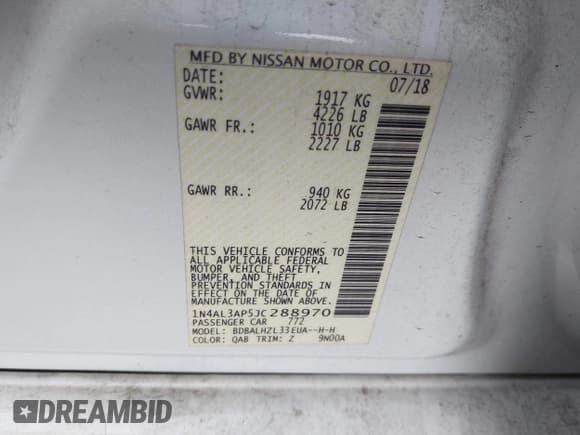 MFD BY NISSAN MOTOR CO., LTD.
DATE: 07/18
GVWR: 1917 KG
4226 LB
GAWR FR.: 1010 KG
2227 LB
GAWR RR.: 940 KG
2072 LB
THIS VEHICLE CONFORMS TO
ALL APPLICABLE FEDERAL
MOTOR VEHICLE SAFETY,
BUMPER, AND THEFT
PREVENTION STANDARDS IN
EFFECT ON THE DATE OF
MANUFACTURE SHOWN ABOVE.
1N4AL3AP5JC288970
PASSENGER CAR 772
MODEL: BDBALHZL33EUA--H-H
COLOR: QAB TRIM: Z 9N00A
DREAMBID